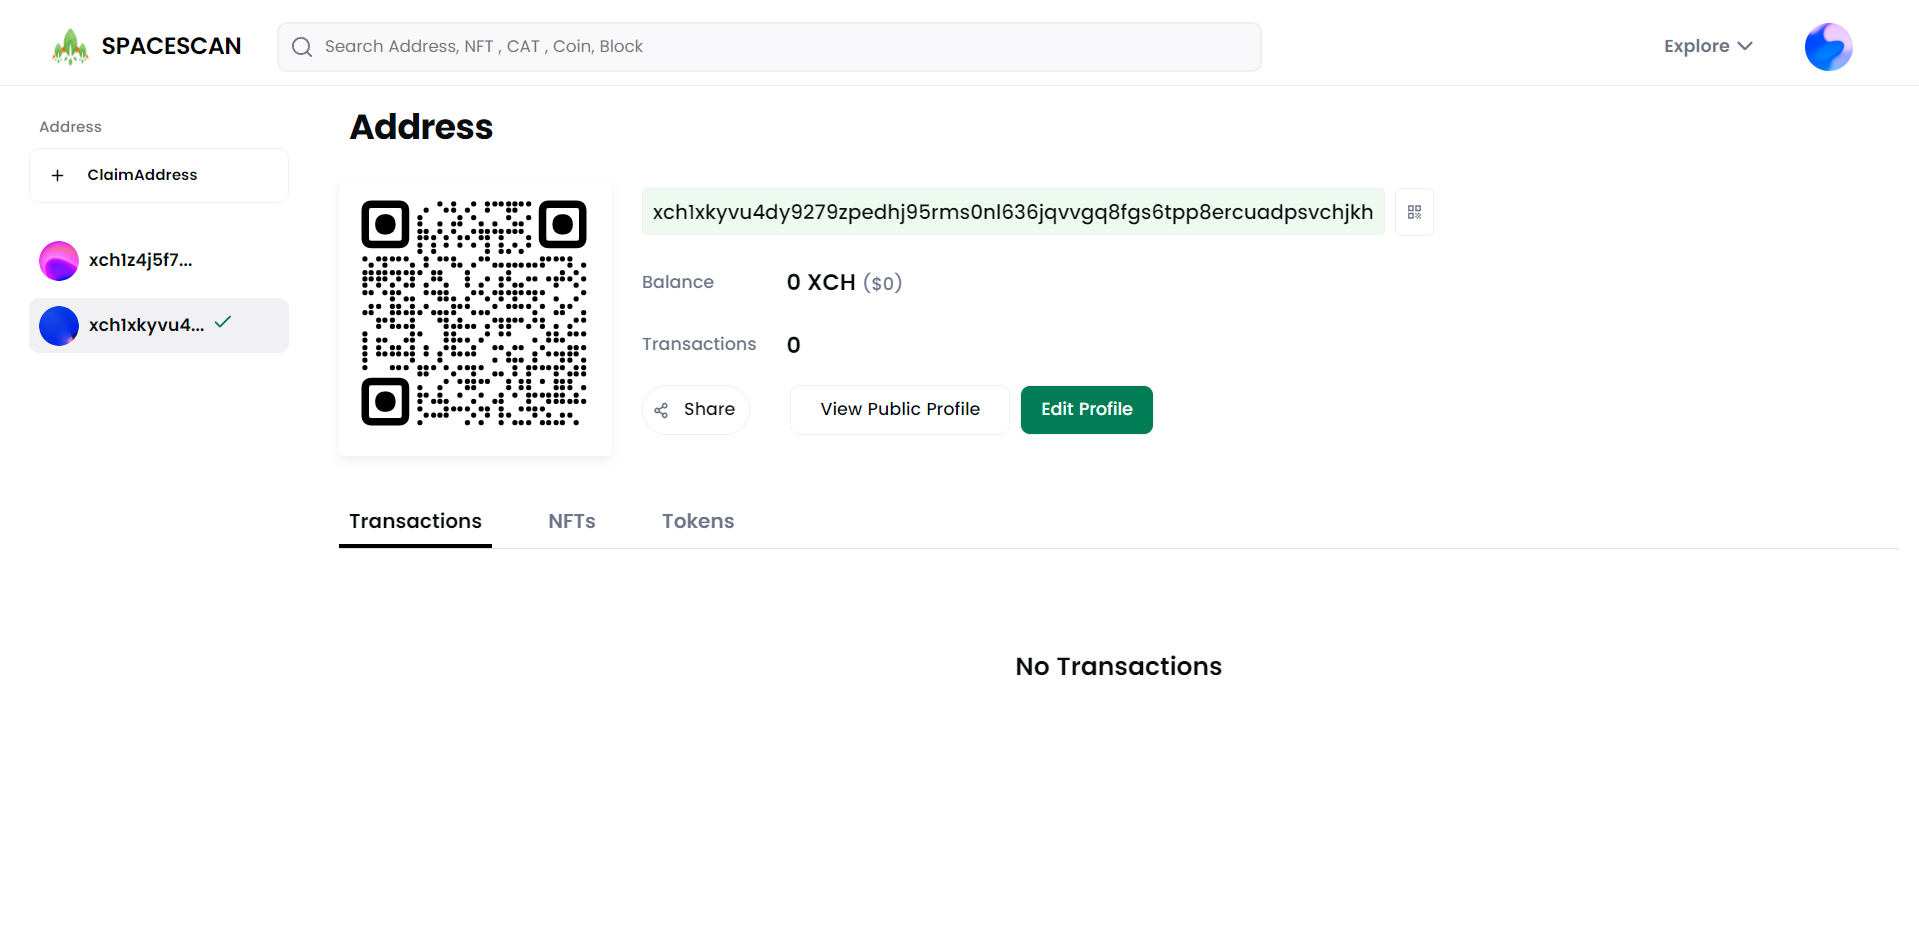 SPACESCAN
Search Address, NFT , CAT , Coin, Block
Explore
Address
ClaimAddress
xch1z4j5f7...
xch1xkyvu4...
Address
xch1xkyvu4dy9279zpedhj95rms0nl636jqvvgq8fgs6tpp8ercuadpsvchjkh
Balance 0 XCH ($0)
Transactions 0
Share View Public Profile Edit Profile
Transactions NFTs Tokens
No Transactions